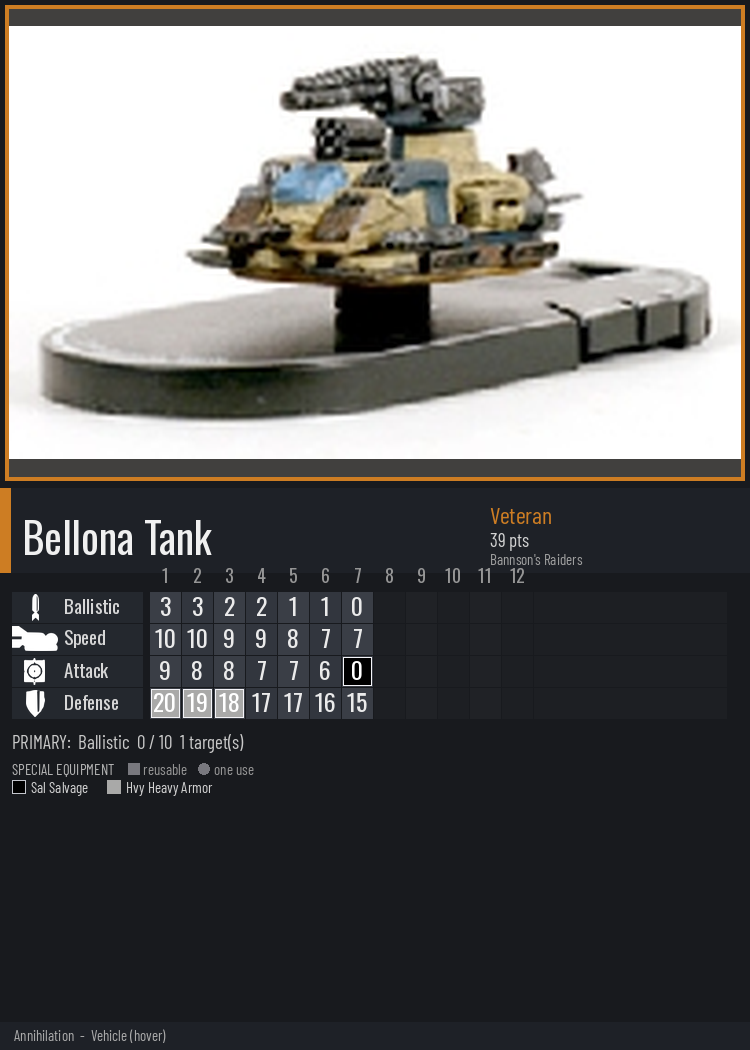 Bellona Tank
Veteran
39 pts
Bannson's Raiders
1 2 3 4 5 6 7 8 9 10 11 12
Ballistic 3 3 2 2 1 1 0
Speed 10 10 9 9 8 7 7
Attack 9 8 8 7 7 6 0
Defense 20 19 18 17 17 16 15
PRIMARY: Ballistic 0 / 10 1 target(s)
SPECIAL EQUIPMENT reusable one use
Sal Salvage Hvy Heavy Armor
Annihilation - Vehicle (hover)